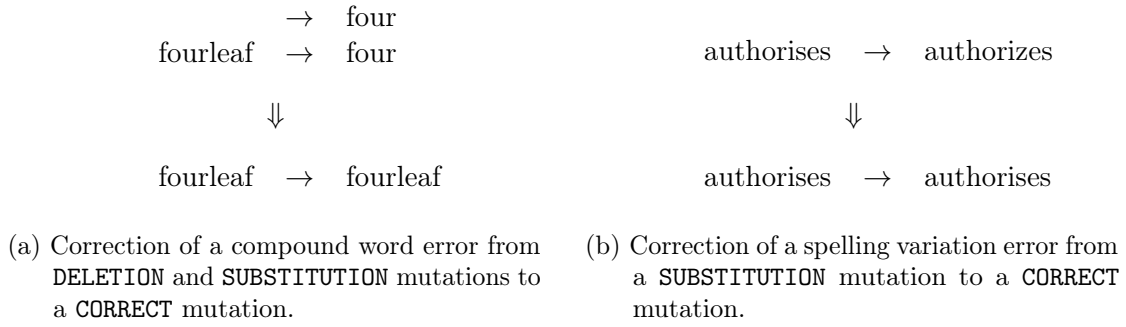 → four
fourleaf → four
⇓
fourleaf → fourleaf
(a) Correction of a compound word error from
DELETION and SUBSTITUTION mutations to
a CORRECT mutation.
authorises → authorizes
⇓
authorises → authorises
(b) Correction of a spelling variation error from
a SUBSTITUTION mutation to a CORRECT
mutation.